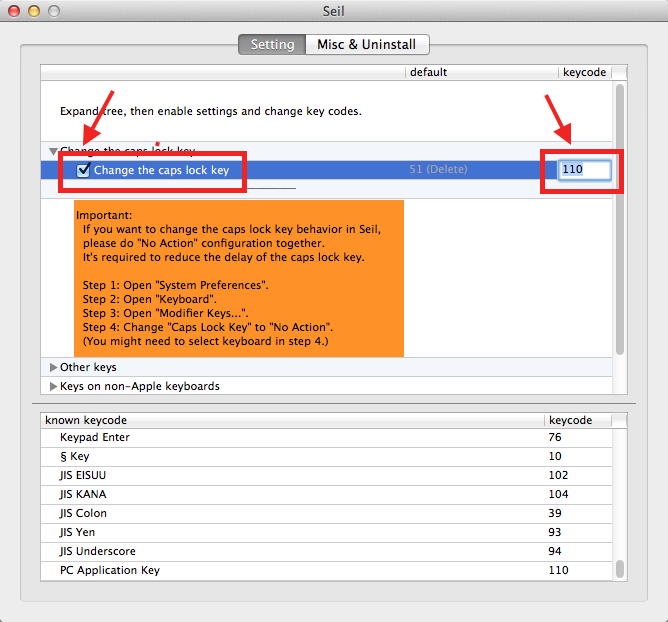 Seil
Setting Misc & Uninstall
default keycode
Expand tree, then enable settings and change key codes.
Change the caps lock key
Change the caps lock key 51 (Delete) 110
Important:
If you want to change the caps lock key behavior in Seil,
please do "No Action" configuration together.
It's required to reduce the delay of the caps lock key.
Step 1: Open "System Preferences".
Step 2: Open "Keyboard".
Step 3: Open "Modifier Keys...".
Step 4: Change "Caps Lock Key" to "No Action".
(You might need to select keyboard in step 4.)
Other keys
Keys on non-Apple keyboards
known keycode keycode
Keypad Enter 76
§ Key 10
JIS EISUU 102
JIS KANA 104
JIS Colon 39
JIS Yen 93
JIS Underscore 94
PC Application Key 110